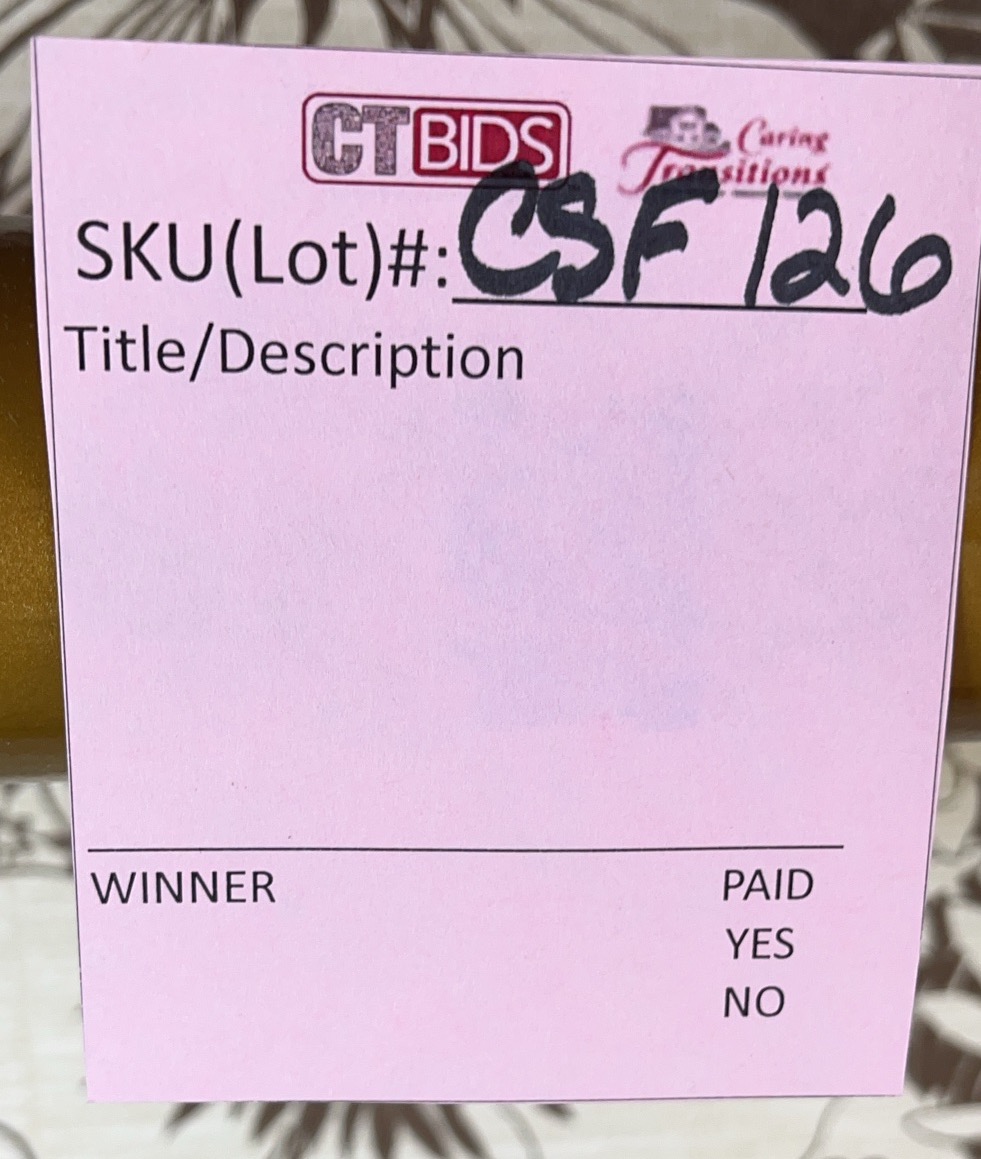 CTBIDS
Caring
Transitions
SKU(Lot)#: CSF 126
Title/Description
WINNER PAID
YES
NO